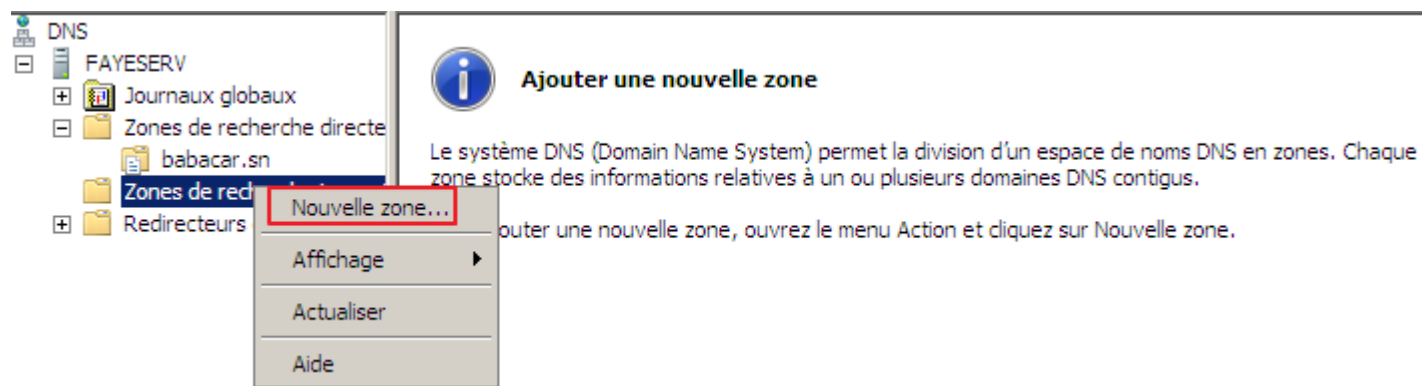 DNS
FAYESERV
Journaux globaux
Zones de recherche directe
babacar.sn
Zones de
Redirecteurs
Nouvelle zone...
Affichage
Actualiser
Aide
Ajouter une nouvelle zone
Le système DNS (Domain Name System) permet la division d'un espace de noms DNS en zones. Chaque
zone stocke des informations relatives à un ou plusieurs domaines DNS contigus.
outer une nouvelle zone, ouvrez le menu Action et cliquez sur Nouvelle zone.